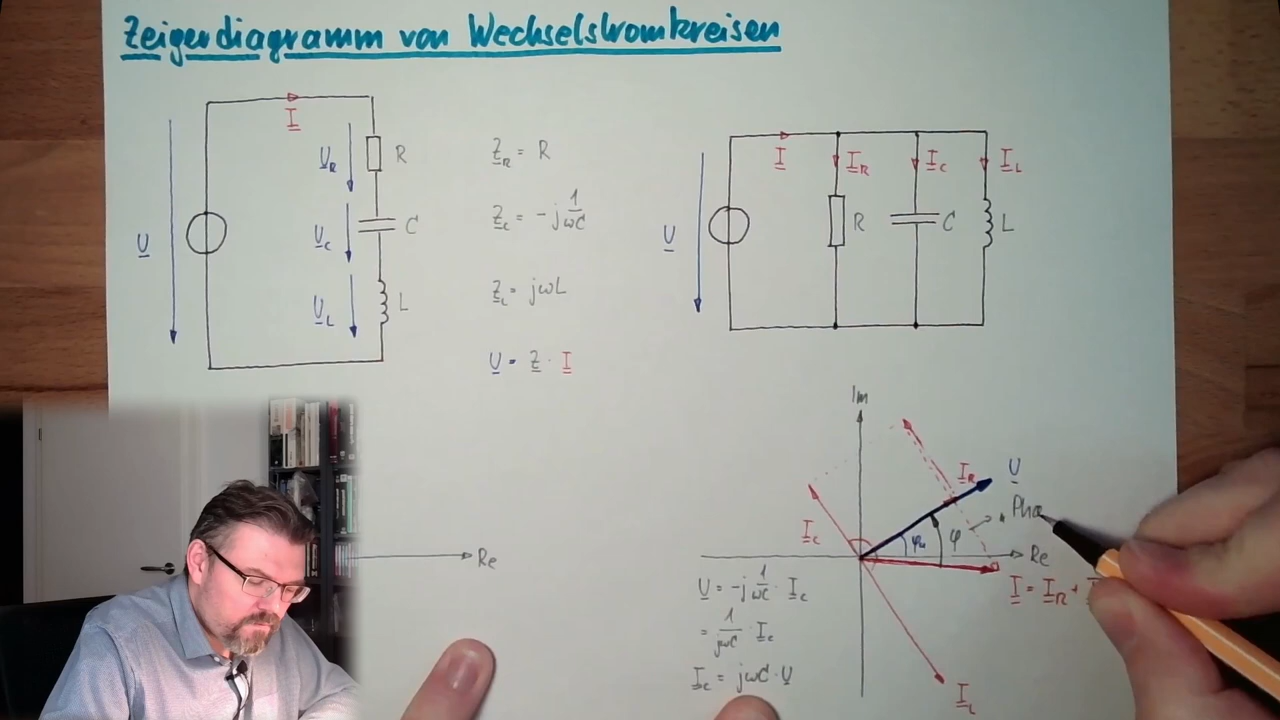 Zeigerdiagramm von Wechselstromkreisen
I
U
U_R
R
U_C
C
U_L
L
Z_R = R
Z_C = -j 1/ωC
Z_L = jωL
U = Z · I
I
I_R
I_C
I_L
U
R
C
L
Re
Im
I_R
U
I_C
φ_u
φ
Re
I = I_R +
I_L
U = -j 1/ωC · I_C
= 1/jωC · I_C
I_C = jωC · U